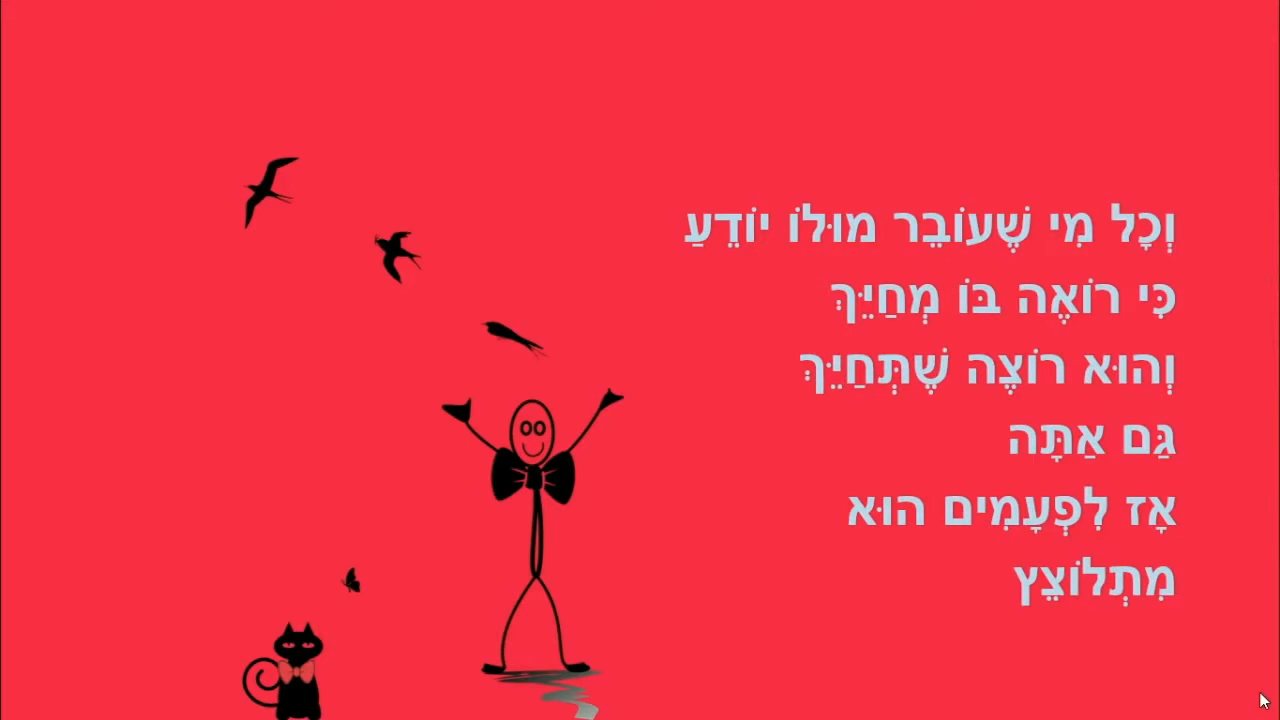 וְכָל מִי שֶׁעוֹבֵר מוּלוֹ יוֹדֵעַ
כִּי רוֹאֶה בּוֹ מְחַיֵּךְ
וְהוּא רוֹצֶה שֶׁתְּחַיֵּךְ
גַּם אַתָּה
אָז לִפְעָמִים הוּא
מִתְלוֹצֵץ